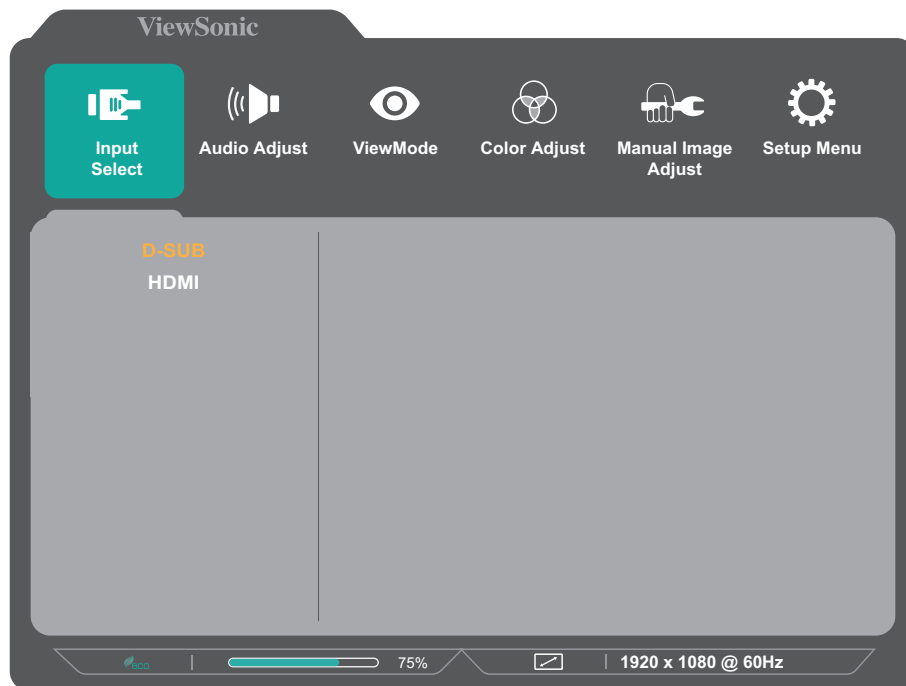 ViewSonic
Input
Select
Audio Adjust
ViewMode
Color Adjust
Manual Image
Adjust
Setup Menu
D-SUB
HDMI
ECO
75%
1920 x 1080 @ 60Hz